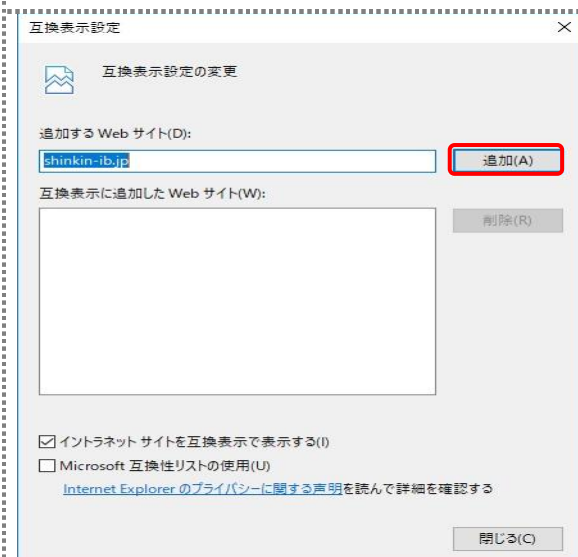 互換表示設定
互換表示設定の変更
追加する Web サイト(D):
shinkin-ib.jp
追加(A)
互換表示に追加した Web サイト(W):
削除(R)
イントラネット サイトを互換表示で表示する(I)
Microsoft 互換性リストの使用(U)
Internet Explorer のプライバシーに関する声明を読んで詳細を確認する
閉じる(C)